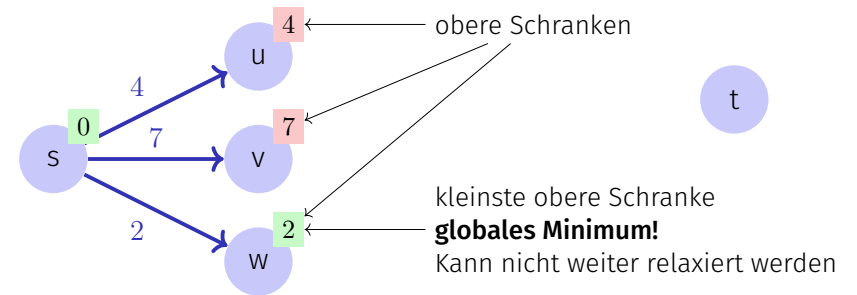 4
obere Schranken
u
4
t
0
7
7
s
v
kleinste obere Schranke
2
2
globales Minimum!
w
Kann nicht weiter relaxiert werden